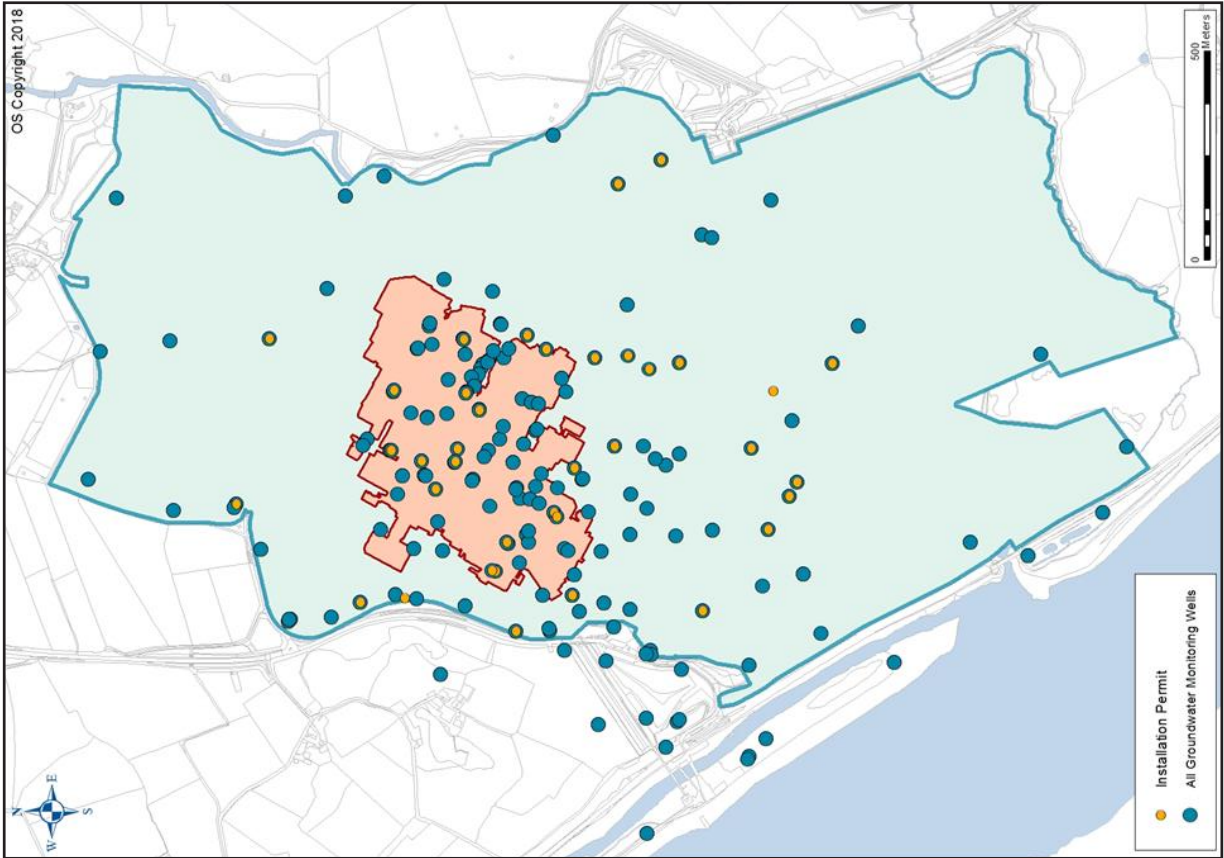 OS Copyright 2018
N
W E
S
0 500
Meters
Installation Permit
All Groundwater Monitoring Wells